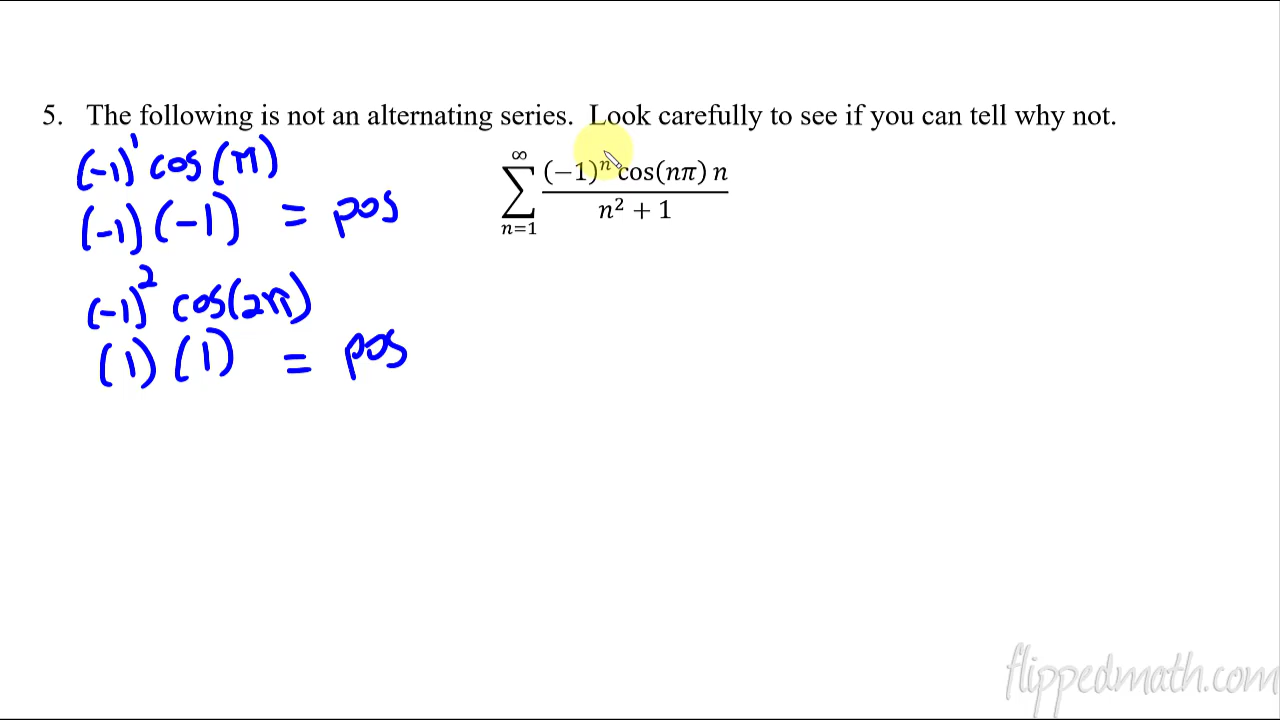 5. The following is not an alternating series. Look carefully to see if you can tell why not.
(-1)¹ cos(π)
(-1)(-1) = pos
(-1)² cos(2π)
(1)(1) = pos
∞
∑ (−1)ⁿ cos(nπ) n
n² + 1
n=1
flippedmath.com